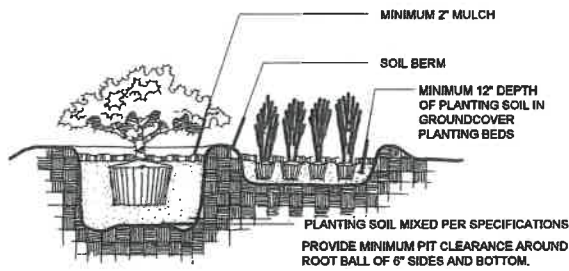 MINIMUM 2" MULCH
SOIL BERM
MINIMUM 12" DEPTH
OF PLANTING SOIL IN
GROUNDCOVER
PLANTING BEDS
PLANTING SOIL MIXED PER SPECIFICATIONS
PROVIDE MINIMUM PIT CLEARANCE AROUND
ROOT BALL OF 6" SIDES AND BOTTOM.